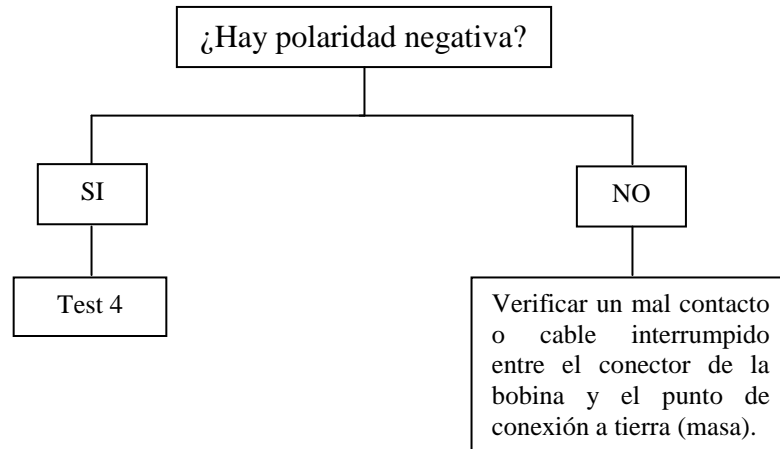 ¿Hay polaridad negativa?
SI
NO
Test 4
Verificar un mal contacto
o cable interrumpido
entre el conector de la
bobina y el punto de
conexión a tierra (masa).